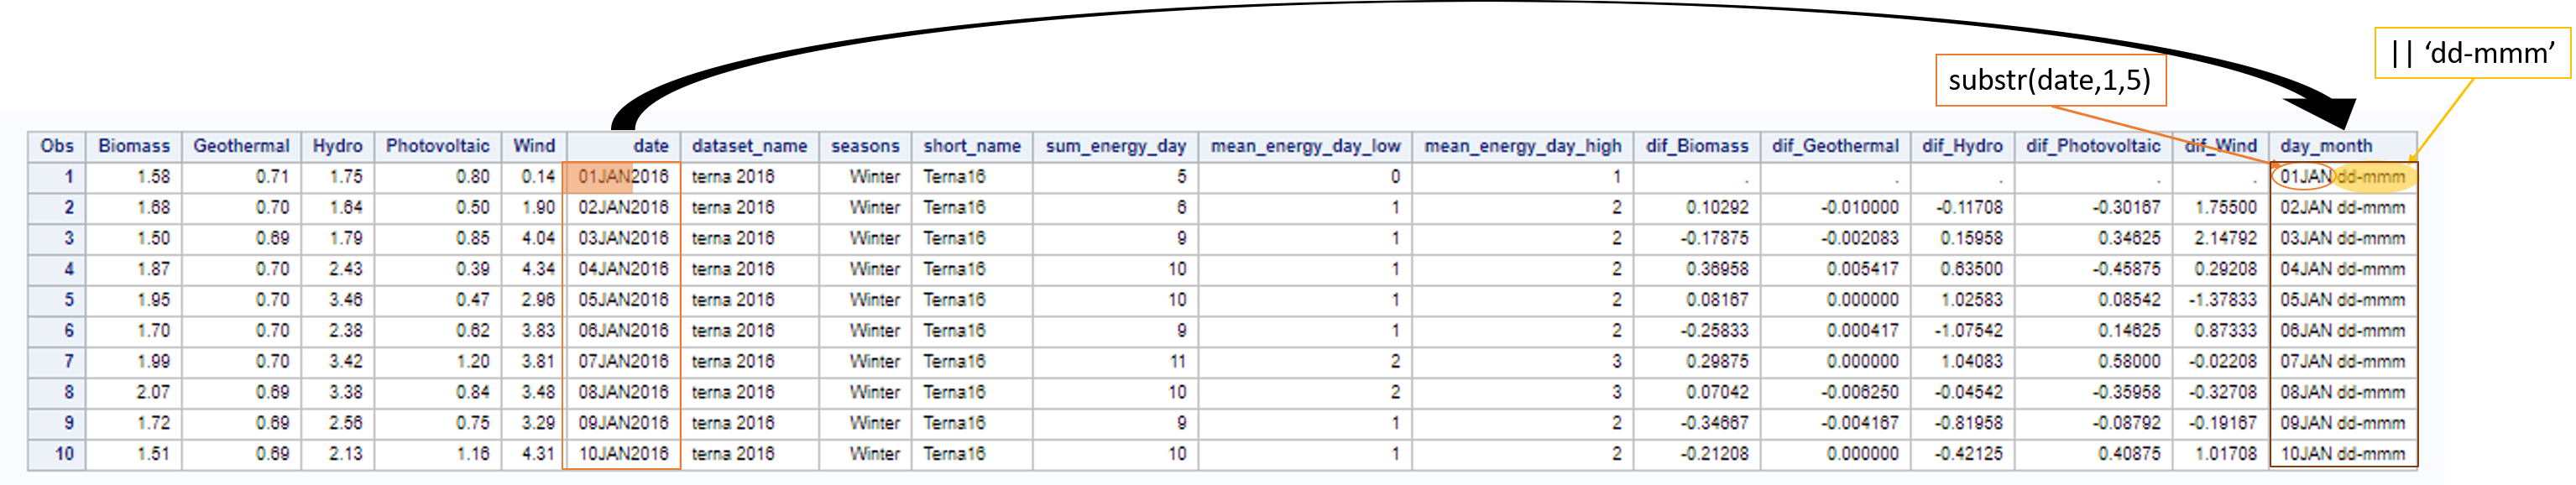 || ‘dd-mmm’
substr(date,1,5)
Obs Biomass Geothermal Hydro Photovoltaic Wind date dataset_name seasons short_name sum_energy_day mean_energy_day_low mean_energy_day_high dif_Biomass dif_Geothermal dif_Hydro dif_Photovoltaic dif_Wind day_month
1 1.58 0.71 1.75 0.80 0.14 01JAN2016 terna 2016 Winter Terna16 5 0 1 . . . . . 01JAN dd-mmm
2 1.68 0.70 1.64 0.50 1.90 02JAN2016 terna 2016 Winter Terna16 6 1 2 0.10292 -0.010000 -0.11708 -0.30167 1.75500 02JAN dd-mmm
3 1.50 0.69 1.79 0.85 4.04 03JAN2016 terna 2016 Winter Terna16 9 1 2 -0.17875 -0.002083 0.15958 0.34625 2.14792 03JAN dd-mmm
4 1.87 0.70 2.43 0.39 4.34 04JAN2016 terna 2016 Winter Terna16 10 1 2 0.36958 0.005417 0.63500 -0.45875 0.29208 04JAN dd-mmm
5 1.95 0.70 3.46 0.47 2.96 05JAN2016 terna 2016 Winter Terna16 10 1 2 0.08167 0.000000 1.02583 0.08542 -1.37833 05JAN dd-mmm
6 1.70 0.70 2.38 0.62 3.83 06JAN2016 terna 2016 Winter Terna16 9 1 2 -0.25833 0.000417 -1.07542 0.14625 0.87333 06JAN dd-mmm
7 1.99 0.70 3.42 1.20 3.81 07JAN2016 terna 2016 Winter Terna16 11 2 3 0.29875 0.000000 1.04083 0.58000 -0.02208 07JAN dd-mmm
8 2.07 0.69 3.38 0.84 3.48 08JAN2016 terna 2016 Winter Terna16 10 2 3 0.07042 -0.006250 -0.04542 -0.35958 -0.32708 08JAN dd-mmm
9 1.72 0.69 2.56 0.75 3.29 09JAN2016 terna 2016 Winter Terna16 9 1 2 -0.34667 -0.004167 -0.81958 -0.08792 -0.19167 09JAN dd-mmm
10 1.51 0.69 2.13 1.16 4.31 10JAN2016 terna 2016 Winter Terna16 10 1 2 -0.21208 0.000000 -0.42125 0.40875 1.01708 10JAN dd-mmm